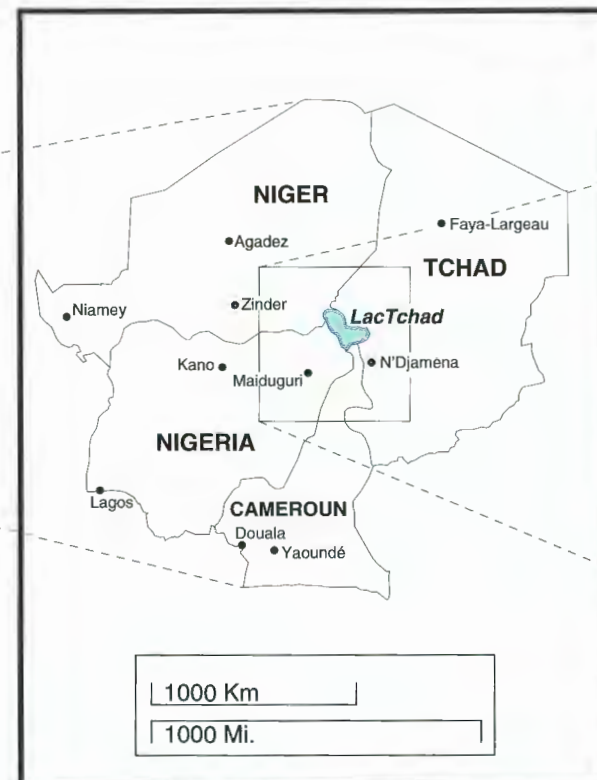 NIGER
Faya-Largeau
Agadez
TCHAD
Zinder
Niamey
LacTchad
Kano
N'Djamena
Maiduguri
NIGERIA
Lagos
CAMEROUN
Douala
Yaoundé
1000 Km
1000 Mi.